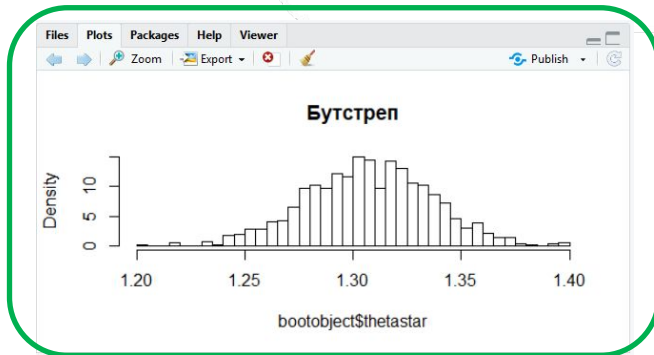 Files Plots Packages Help Viewer
Zoom Export Publish
Бутстреп
Density
10
5
0
1.20 1.25 1.30 1.35 1.40
bootobject$thetastar